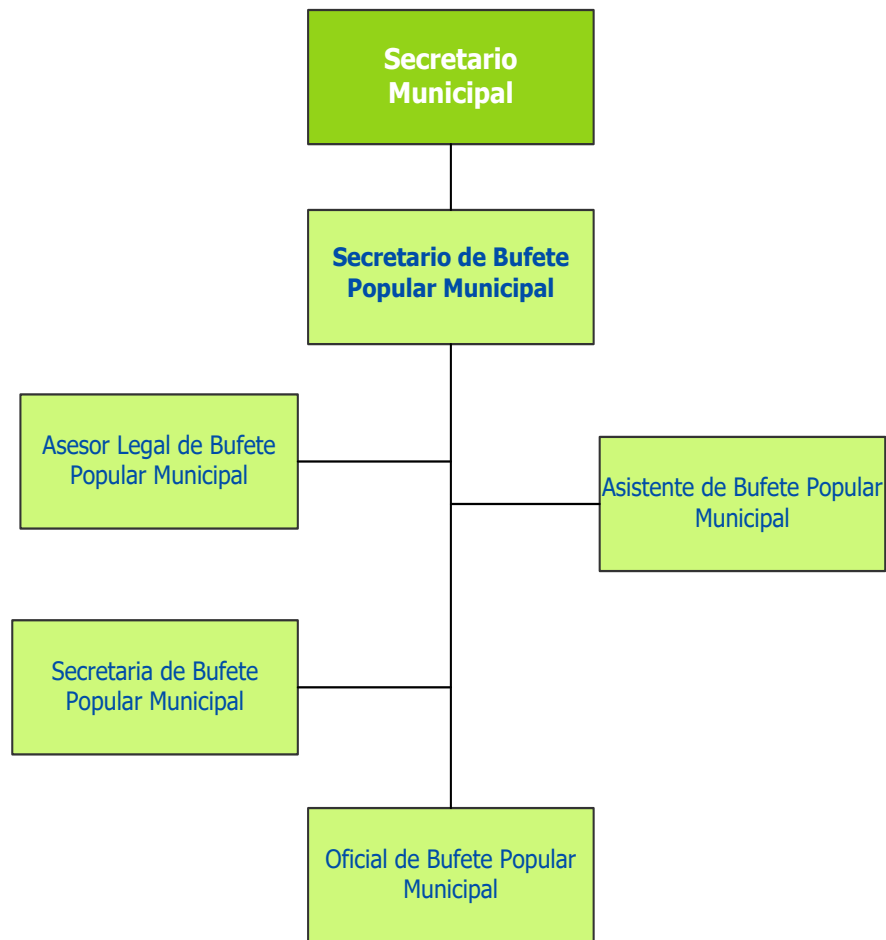 Secretario
Municipal
Secretario de Bufete
Popular Municipal
Asesor Legal de Bufete
Popular Municipal
Asistente de Bufete Popular
Municipal
Secretaria de Bufete
Popular Municipal
Oficial de Bufete Popular
Municipal